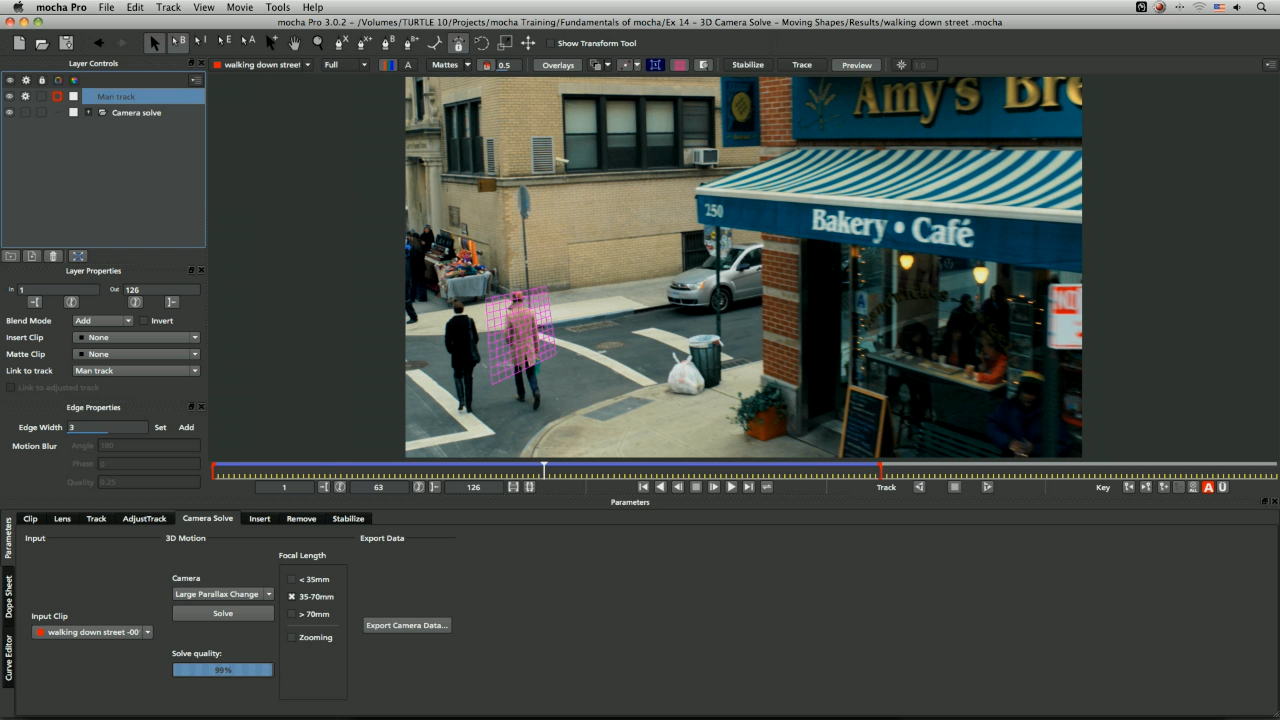 mocha Pro File Edit Track View Movie Tools Help
mocha Pro 3.0.2 - /Volumes/TURTLE 10/Projects/mocha Training/Fundamentals of mocha/Ex 14 - 3D Camera Solve - Moving Shapes/Results/walking down street .mocha
B I E A X X+ B B+ Show Transform Tool
Layer Controls
walking down street Full A Mattes 0.5 Overlays Stabilize Trace Preview 1.0
Man track
Camera solve
Amy's Bre
250
Bakery • Café
Layer Properties
In 1 Out 126
Blend Mode Add Invert
Insert Clip None
Matte Clip None
Link to track Man track
Link to adjusted track
Edge Properties
Edge Width 3 Set Add
Motion Blur Angle 180
Phase 0
Quality 0.25
1 63 126 Track Key ALL A U
Parameters
Clip Lens Track AdjustTrack Camera Solve Insert Remove Stabilize
Parameters
Dope Sheet
Curve Editor
Input 3D Motion Export Data
Focal Length
Camera < 35mm
Large Parallax Change 35-70mm
Solve > 70mm
Input Clip Export Camera Data...
walking down street -00 Zooming
Solve quality:
99%